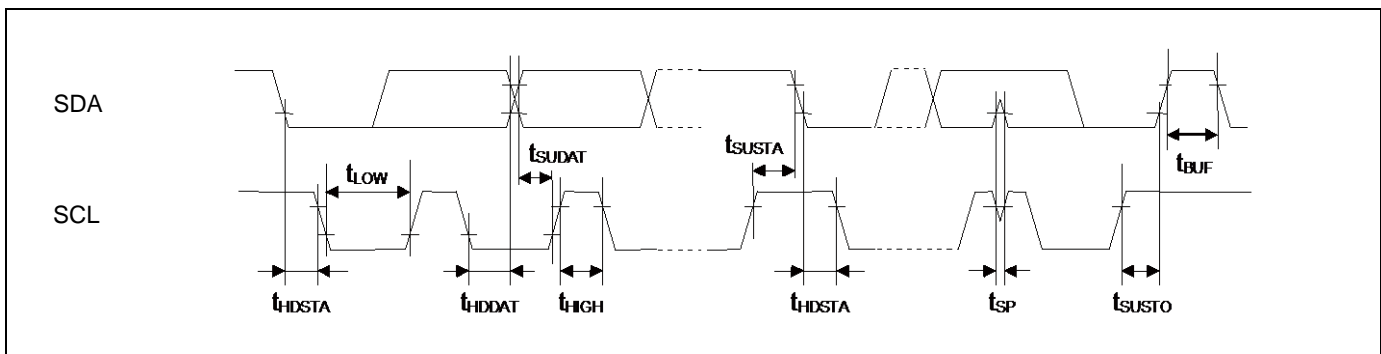 SDA
tSUSTA
tSUDAT
tBUF
tLOW
SCL
tHDSTA
tHDDAT
tHIGH
tHDSTA
tSP
tSUSTO